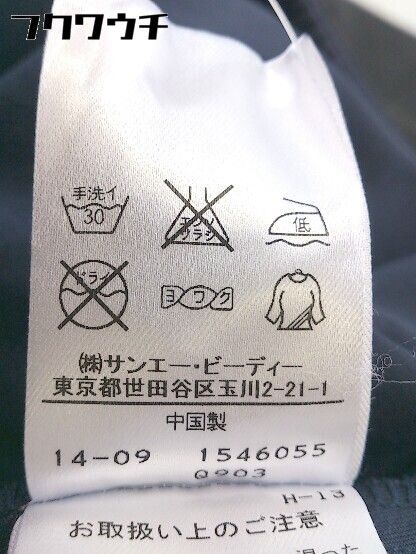 フクワウチ
手洗イ
30
エンソ
サラシ
低
ドライ
ヨワク
(株)サンエー・ビーディー
東京都世田谷区玉川2-21-1
中国製
14-09 1546055
0903
H-13
お取扱い上のご注意